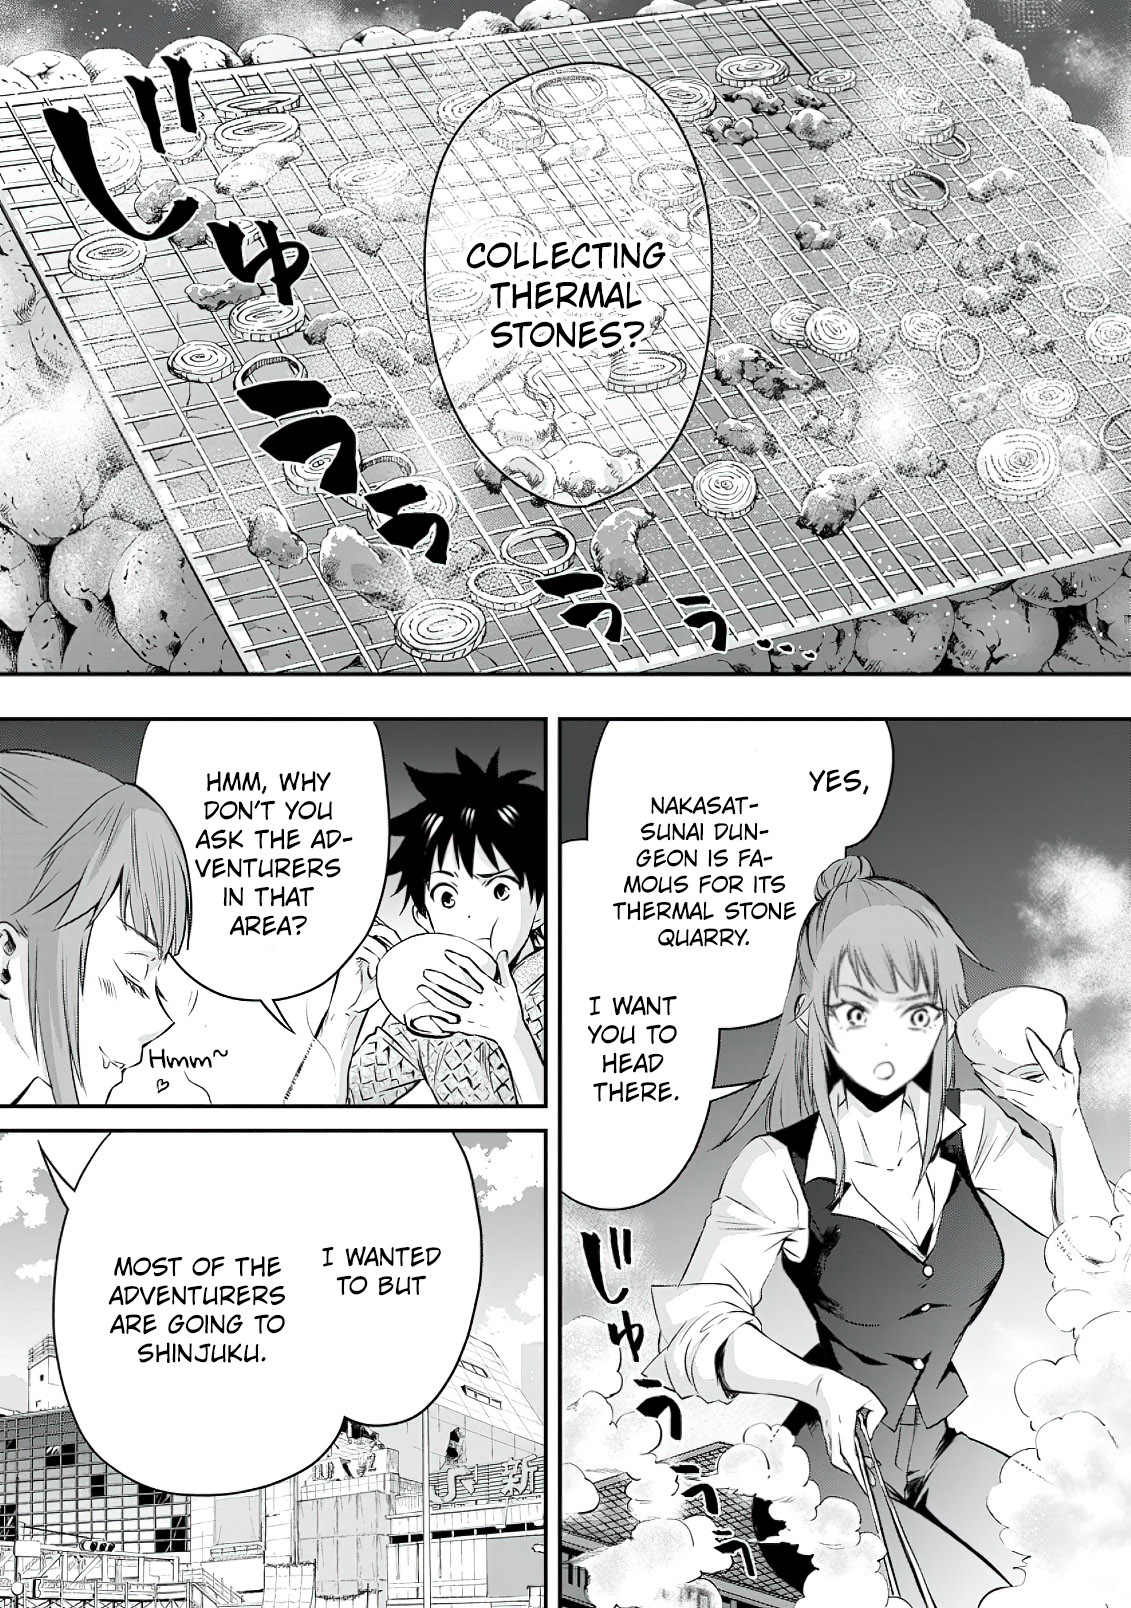 COLLECTING
THERMAL
STONES?
じゅ
ううう
うっ…
YES,
NAKASAT-
SUNAI DUN-
GEON IS FA-
MOUS FOR ITS
THERMAL STONE
QUARRY.
I WANT
YOU TO
HEAD
THERE.
じゅ
HMM, WHY
DON'T YOU
ASK THE AD-
VENTURERS
IN THAT
AREA?
Hmm~
I WANTED
TO BUT
MOST OF THE
ADVENTURERS
ARE GOING TO
SHINJUKU.
新